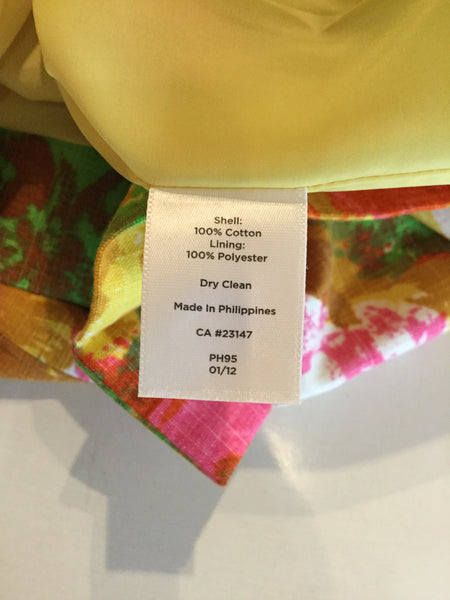 Shell:
100% Cotton
Lining:
100% Polyester
Dry Clean
Made In Philippines
CA #23147
PH95
01/12